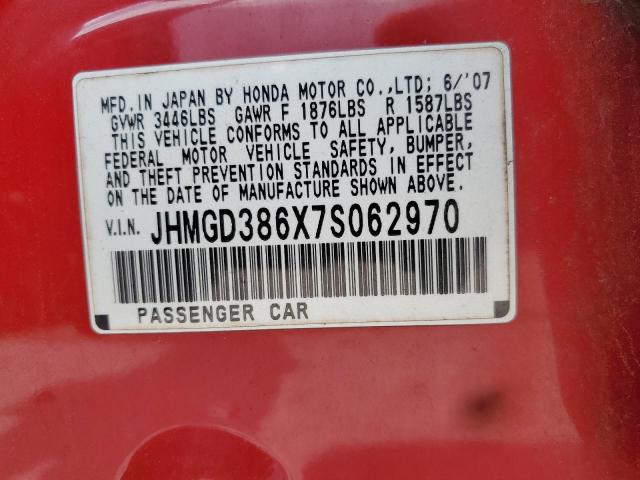 MFD. IN JAPAN BY HONDA MOTOR CO.,LTD; 6/'07
GVWR 3446LBS GAWR F 1876LBS R 1587LBS
THIS VEHICLE CONFORMS TO ALL APPLICABLE
FEDERAL MOTOR VEHICLE SAFETY, BUMPER,
AND THEFT PREVENTION STANDARDS IN EFFECT
ON THE DATE OF MANUFACTURE SHOWN ABOVE.
V.I.N. JHMGD386X7S062970
PASSENGER CAR